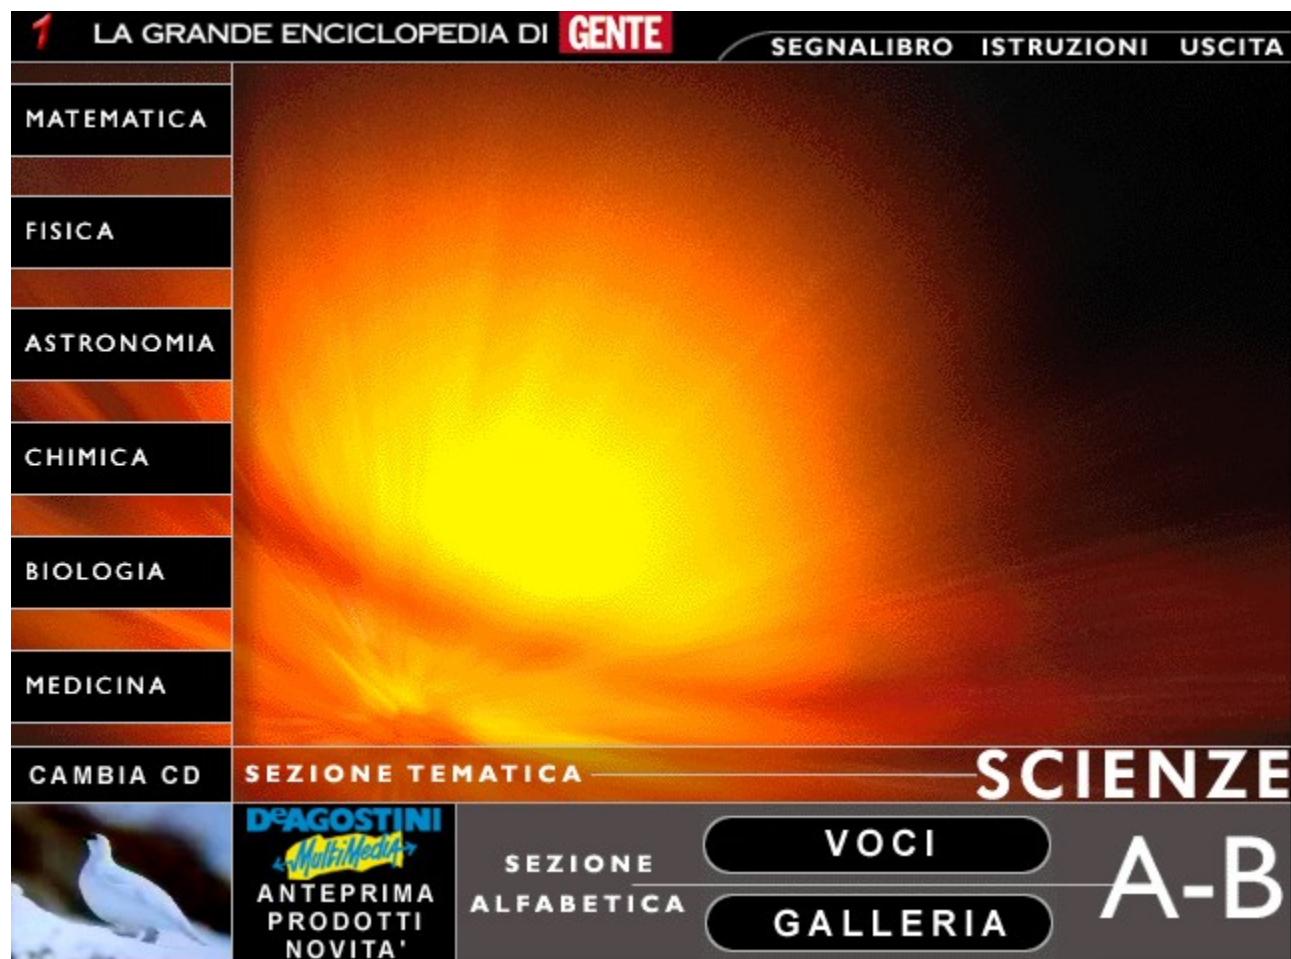 1 LA GRANDE ENCICLOPEDIA DI GENTE
SEGNALIBRO ISTRUZIONI USCITA
MATEMATICA
FISICA
ASTRONOMIA
CHIMICA
BIOLOGIA
MEDICINA
CAMBIA CD
SEZIONE TEMATICA
SCIENZE
DeAGOSTINI
MultiMedia
ANTEPRIMA
PRODOTTI
NOVITA'
SEZIONE
ALFABETICA
VOCI
GALLERIA
A-B